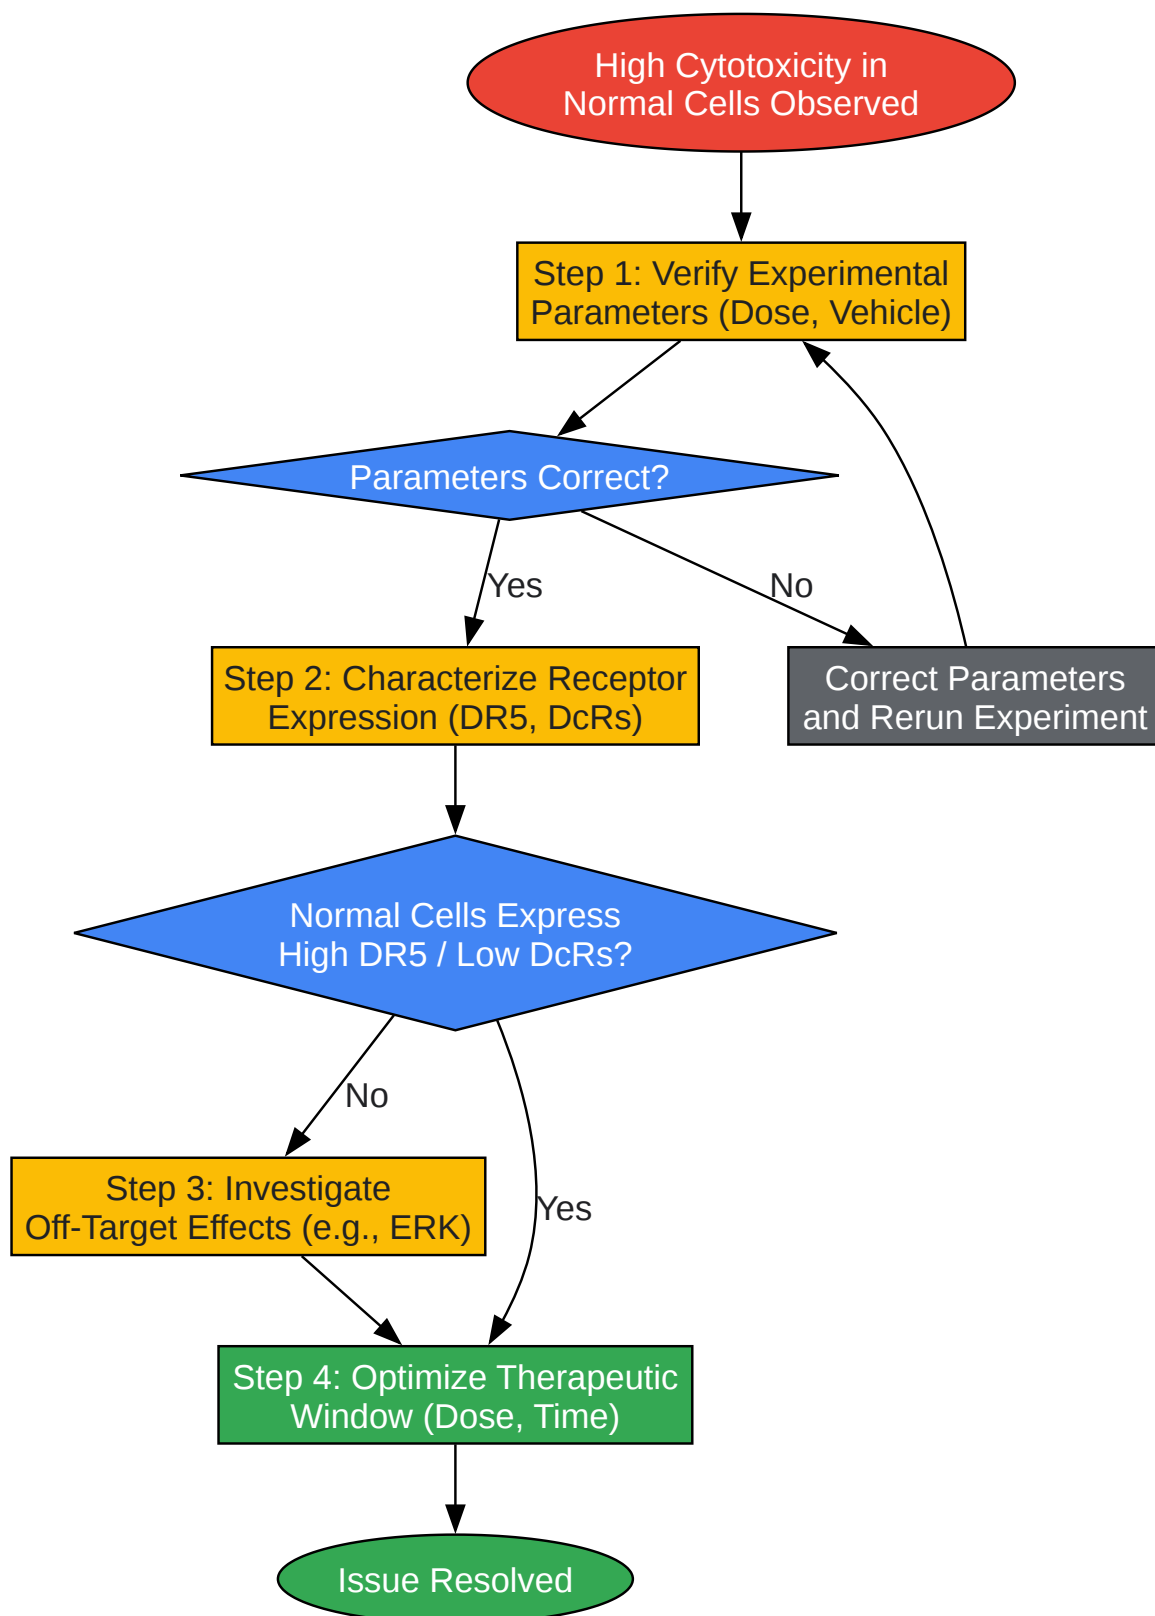 High Cytotoxicity in
Normal Cells Observed
Step 1: Verify Experimental
Parameters (Dose, Vehicle)
Parameters Correct?
Yes
No
Step 2: Characterize Receptor
Expression (DR5, DcRs)
Correct Parameters
and Rerun Experiment
Normal Cells Express
High DR5 / Low DcRs?
No
Step 3: Investigate
Off-Target Effects (e.g., ERK)
Yes
Step 4: Optimize Therapeutic
Window (Dose, Time)
Issue Resolved